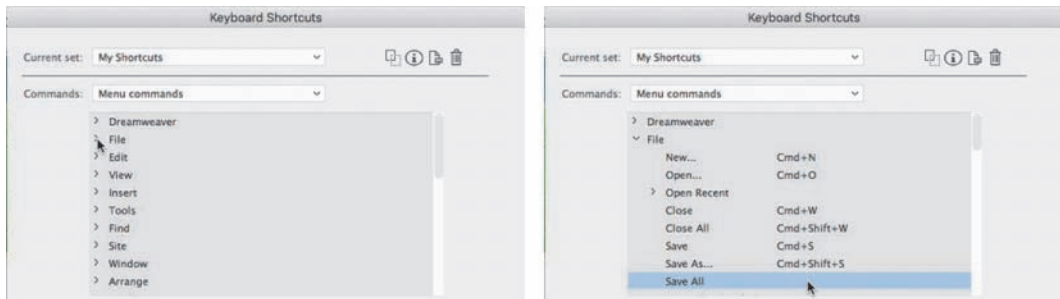 Keyboard Shortcuts
Current set: My Shortcuts
Commands: Menu commands
Dreamweaver
File
Edit
View
Insert
Tools
Find
Site
Window
Arrange
Keyboard Shortcuts
Current set: My Shortcuts
Commands: Menu commands
Dreamweaver
File
New... Cmd+N
Open... Cmd+O
Open Recent
Close Cmd+W
Close All Cmd+Shift+W
Save Cmd+S
Save As... Cmd+Shift+S
Save All